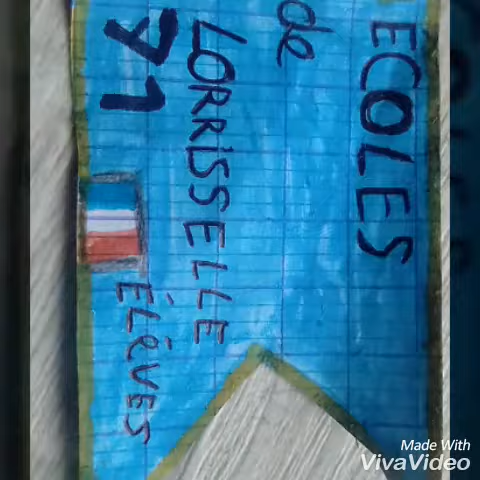 ECOLES
de
LORRISSELLE
71 ÉLèVES
Made With
VivaVideo